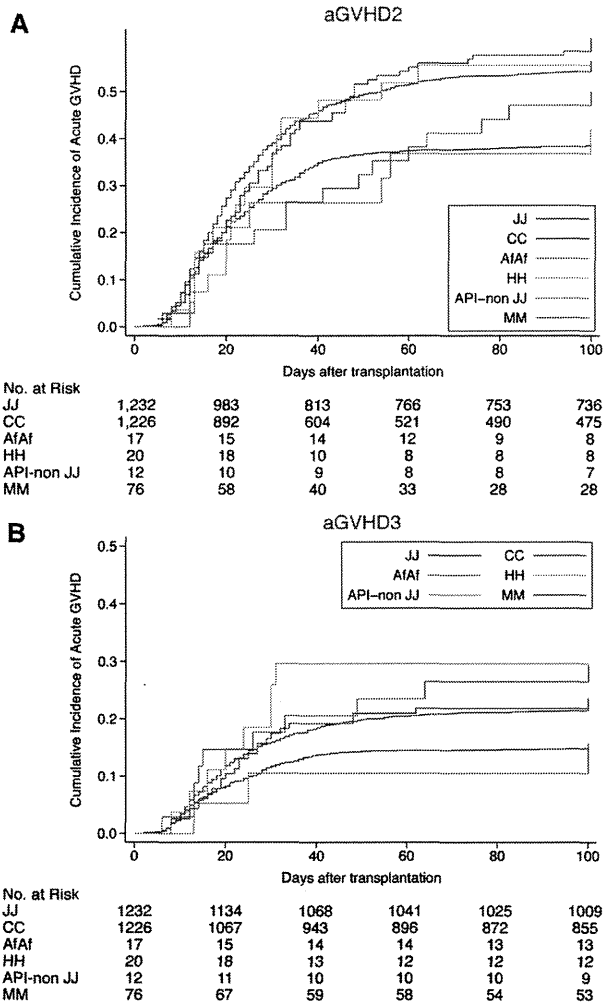 A
aGVHD2
Cumulative Incidence of Acute GVHD
0.5
0.4
0.3
0.2
0.1
0.0
JJ
CC
AfAf
HH
API-non JJ
MM
0 20 40 60 80 100
Days after transplantation
No. at Risk
JJ 1,232 983 813 766 753 736
CC 1,226 892 604 521 490 475
AfAf 17 15 14 12 9 8
HH 20 18 10 8 8 8
API-non JJ 12 10 9 8 8 7
MM 76 58 40 33 28 28
B
aGVHD3
Cumulative Incidence of Acute GVHD
0.5
0.4
0.3
0.2
0.1
0.0
JJ CC
AfAf HH
API-non JJ MM
0 20 40 60 80 100
Days after transplantation
No. at Risk
JJ 1232 1134 1068 1041 1025 1009
CC 1226 1067 943 896 872 855
AfAf 17 15 14 14 13 13
HH 20 18 13 12 12 12
API-non JJ 12 11 10 10 10 9
MM 76 67 59 58 54 53